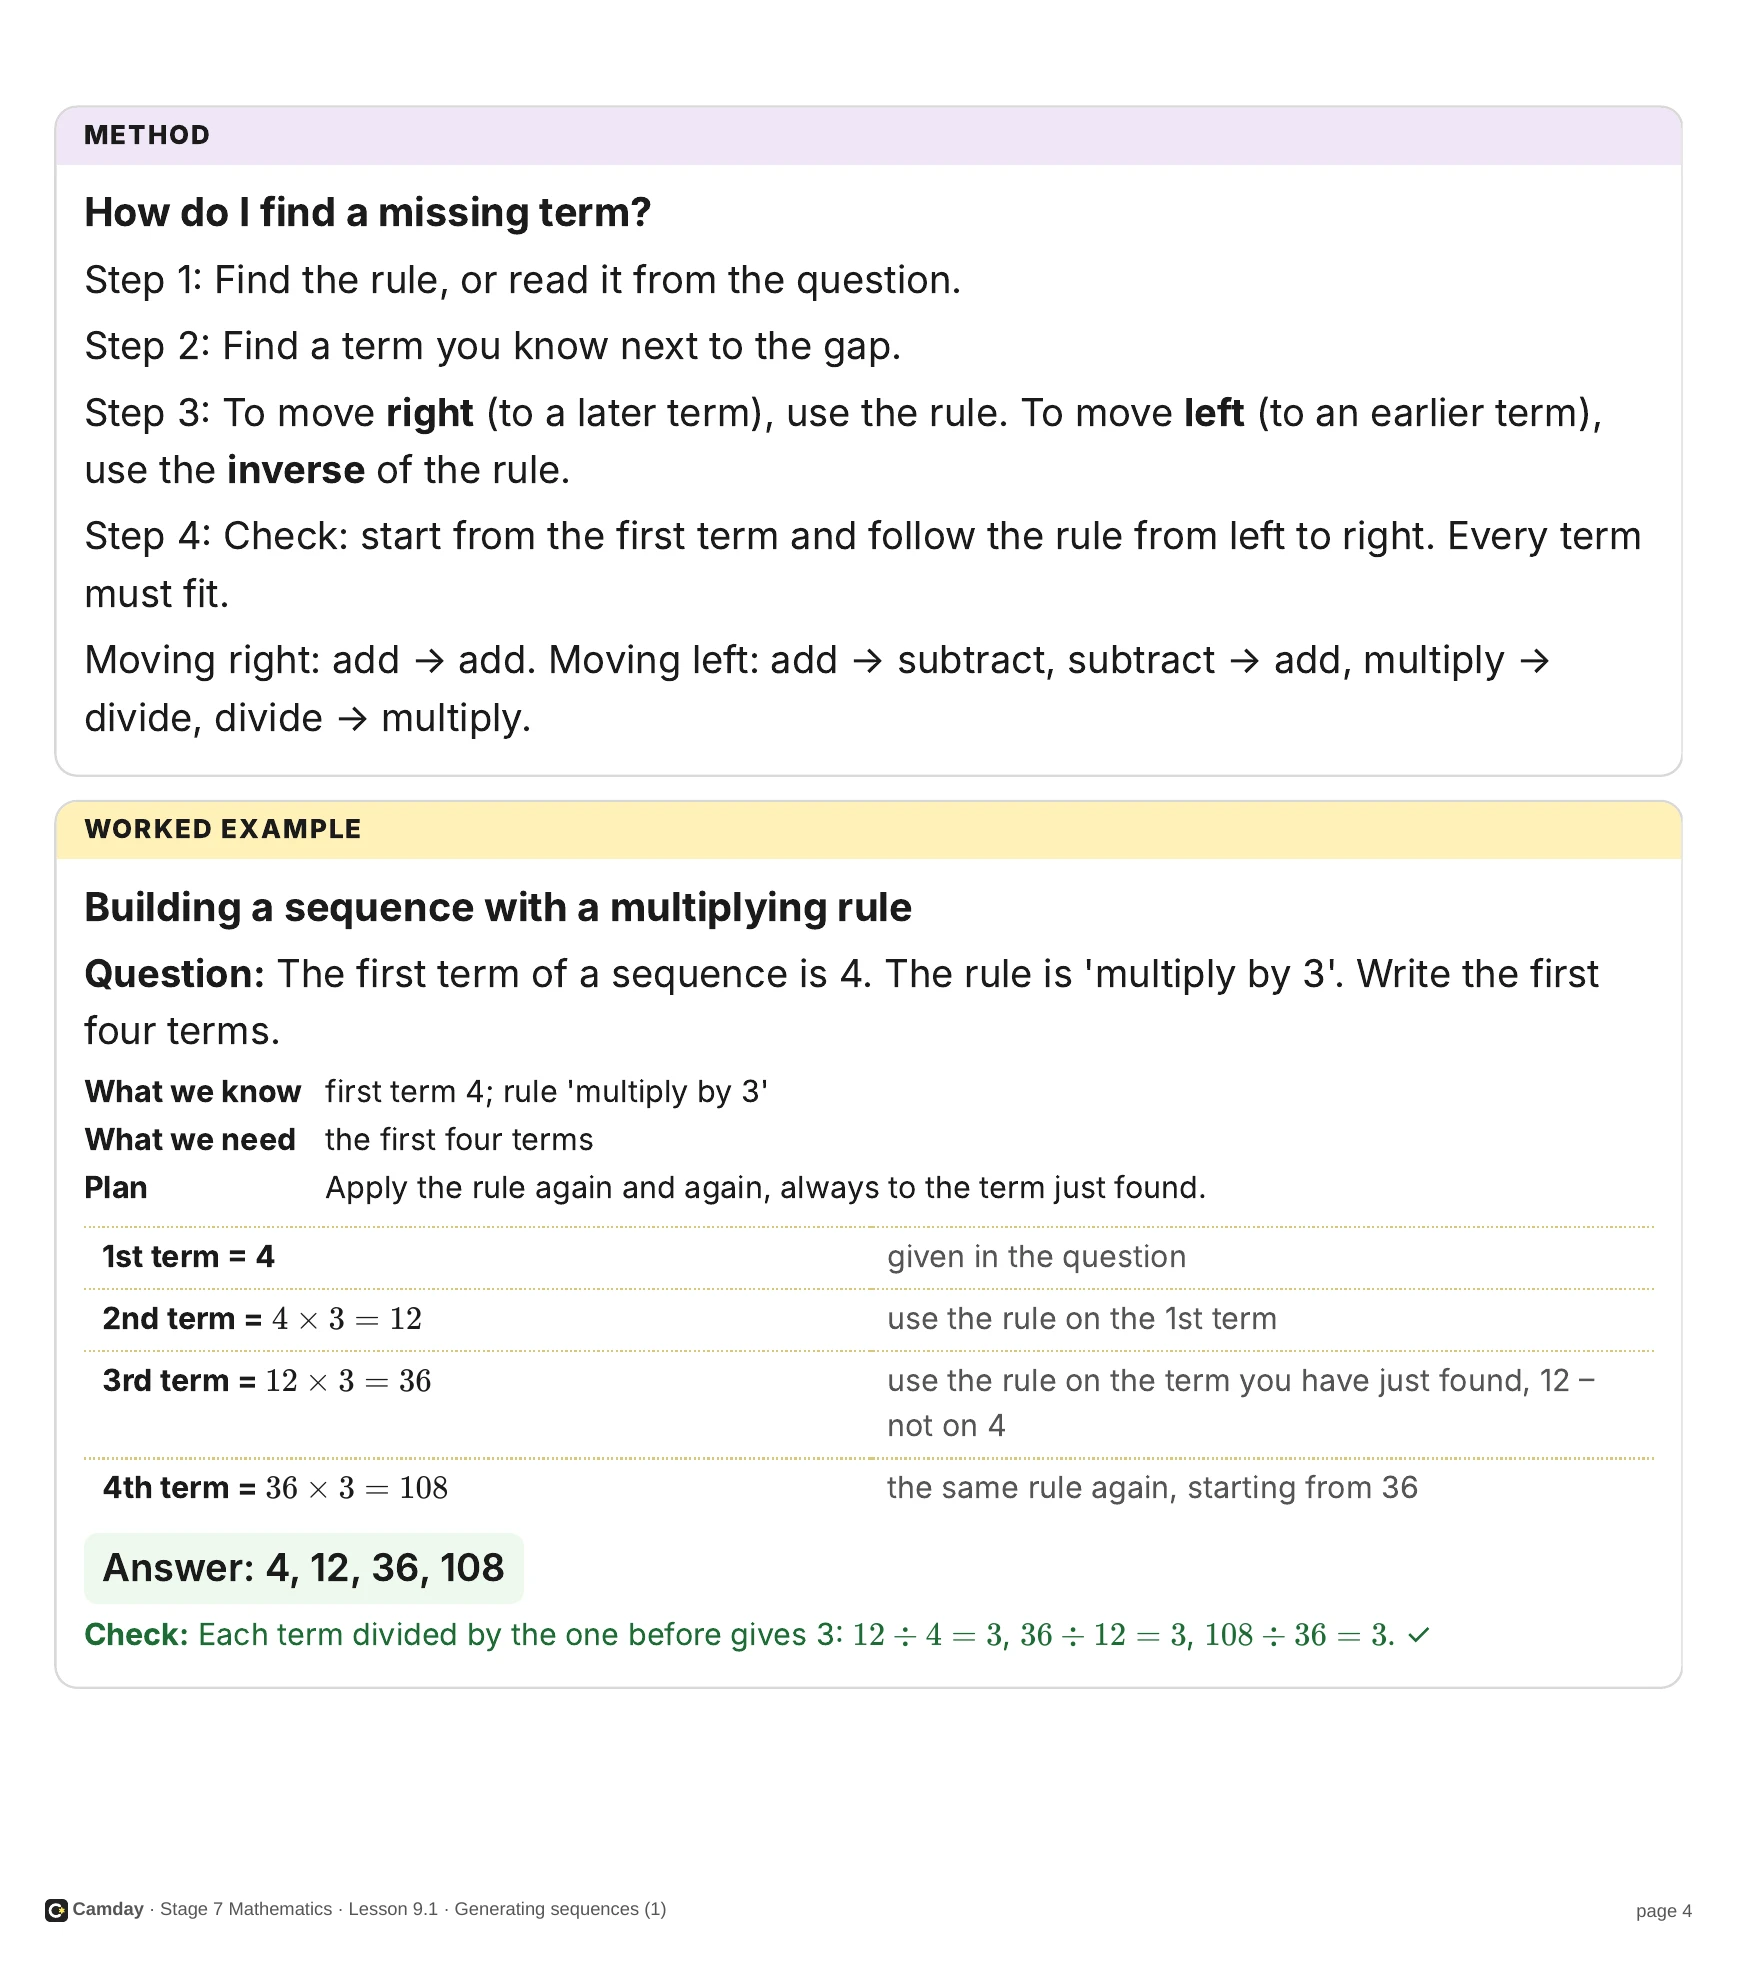 METHOD
How do I find a missing term?
Step 1: Find the rule, or read it from the question.
Step 2: Find a term you know next to the gap.
Step 3: To move right (to a later term), use the rule. To move left (to an earlier term),
use the inverse of the rule.
Step 4: Check: start from the first term and follow the rule from left to right. Every term
must fit.
Moving right: add → add. Moving left: add → subtract, subtract → add, multiply →
divide, divide → multiply.
WORKED EXAMPLE
Building a sequence with a multiplying rule
Question: The first term of a sequence is 4. The rule is 'multiply by 3'. Write the first
four terms.
What we know first term 4; rule 'multiply by 3'
What we need the first four terms
Plan Apply the rule again and again, always to the term just found.
1st term = 4 given in the question
2nd term = 4 × 3 = 12 use the rule on the 1st term
3rd term = 12 × 3 = 36 use the rule on the term you have just found, 12 –
not on 4
4th term = 36 × 3 = 108 the same rule again, starting from 36
Answer: 4, 12, 36, 108
Check: Each term divided by the one before gives 3: 12 ÷ 4 = 3, 36 ÷ 12 = 3, 108 ÷ 36 = 3. ✓
Camday · Stage 7 Mathematics · Lesson 9.1 · Generating sequences (1) page 4